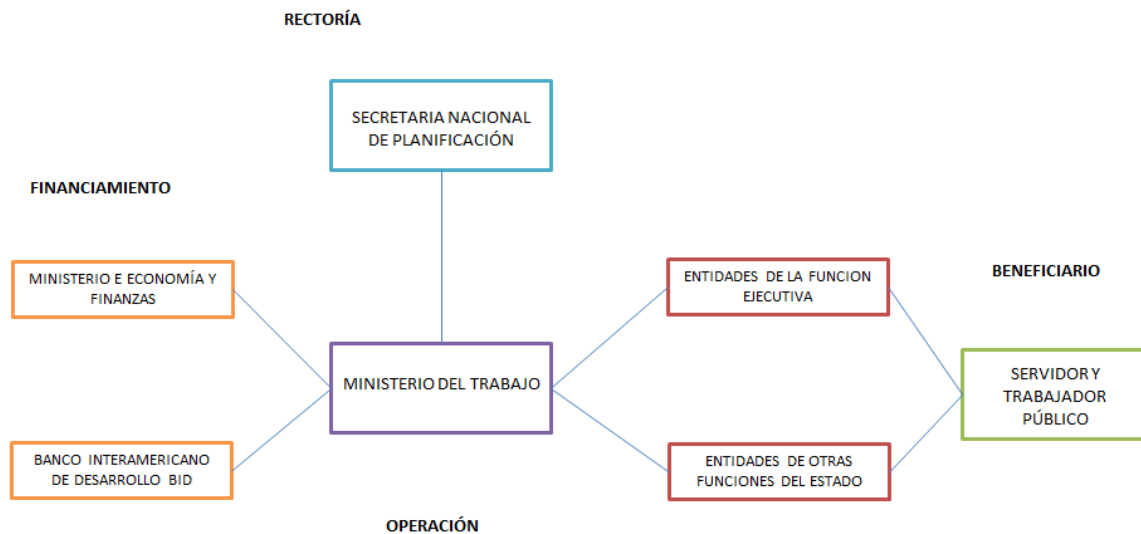 RECTORÍA
SECRETARIA NACIONAL
DE PLANIFICACIÓN
FINANCIAMIENTO
MINISTERIO E ECONOMÍA Y
FINANZAS
ENTIDADES DE LA FUNCION
EJECUTIVA
BENEFICIARIO
MINISTERIO DEL TRABAJO
SERVIDOR Y
TRABAJADOR
PÚBLICO
BANCO INTERAMERICANO
DE DESARROLLO BID
ENTIDADES DE OTRAS
FUNCIONES DEL ESTADO
OPERACIÓN